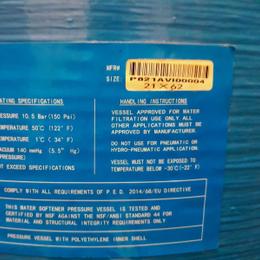 MFR#
P821AVI00004
SIZE:
21 X 62
ATING SPECIFICATIONS
HANDLING INSTRUCTIONS
PRESSURE 10.5 Bar (150 Psi)
VESSEL APPROVED FOR WATER
FILTRATION USE ONLY. ALL
TEMPERATURE 50°C (122° F)
OTHER APPLICATIONS MUST BE
APPROVED BY MANUFACTURER.
EMPERATURE 1°C (34° F)
ACUUM 140 mmHg (5.5" Hg)
DO NOT USE FOR PNEUMATIC OR
PRESSURE)
HYDRO-PNEUMATIC APPLICATION.
OT EXCEED SPECIFICATIONS
VESSEL MUST NOT BE EXPOSED TO
TEMPERATURE BELOW -30°C(-22° F)
COMPLY WITH ALL REQUIREMENTS OF P.E.D. 2014/68/EU DIRECTIVE
THIS WATER SOFTENER PRESSURE VESSEL IS TESTED AND
CERTIFIED BY NSF AGAINST THE NSF/ANSI STANDARD 44 FOR
MATERIAL AND STRUCTURAL INTEGRITY REQUIREMENTS ONLY
PRESSURE VESSEL WITH POLYETHYLENE INNER SHELL